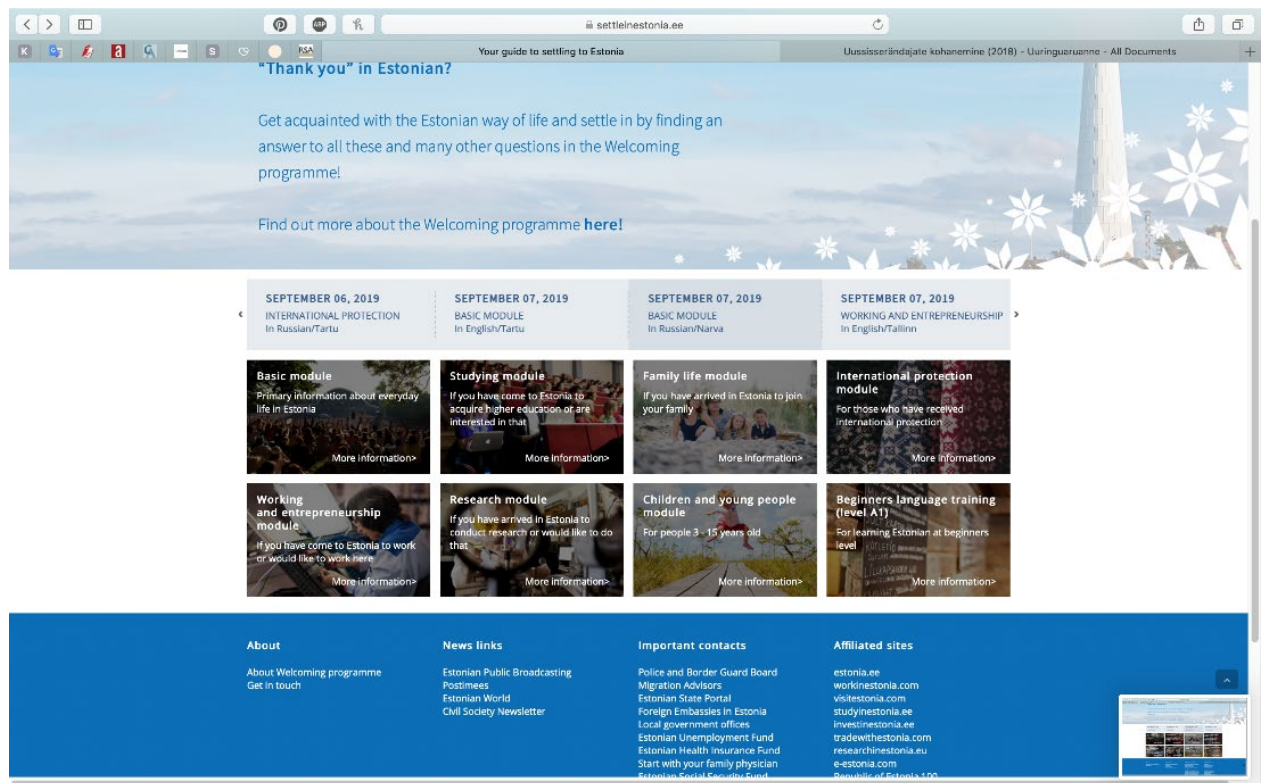 settleinestonia.ee
K
ABP
a
S
RSA
Your guide to settling to Estonia
Uussisserändajate kohanemine (2018) - Uuringuaruanne - All Documents
"Thank you" in Estonian?
Get acquainted with the Estonian way of life and settle in by finding an
answer to all these and many other questions in the Welcoming
programme!
Find out more about the Welcoming programme here!
SEPTEMBER 06, 2019
INTERNATIONAL PROTECTION
In Russian/Tartu
SEPTEMBER 07, 2019
BASIC MODULE
In English/Tartu
SEPTEMBER 07, 2019
BASIC MODULE
In Russian/Narva
SEPTEMBER 07, 2019
WORKING AND ENTREPRENEURSHIP
In English/Tallinn
Basic module
Primary information about everyday
life in Estonia
More information>
Studying module
If you have come to Estonia to
acquire higher education or are
interested in that
More information>
Family life module
If you have arrived in Estonia to join
your family
More information>
International protection
module
For those who have received
international protection
More information>
Working
and entrepreneurship
module
If you have come to Estonia to work
or would like to work here
More information>
Research module
If you have arrived in Estonia to
conduct research or would like to do
that
More information>
Children and young people
module
For people 3 - 15 years old
More information>
Beginners language training
(level A1)
For learning Estonian at beginners
level
More information>
About
About Welcoming programme
Get in touch
News links
Estonian Public Broadcasting
Postimees
Estonian World
Civil Society Newsletter
Important contacts
Police and Border Guard Board
Migration Advisors
Estonian State Portal
Foreign Embassies in Estonia
Local government offices
Estonian Unemployment Fund
Estonian Health Insurance Fund
Start with your family physician
Estonian Social Security Fund
Affiliated sites
estonia.ee
workinestonia.com
visitestonia.com
studyinestonia.ee
investinestonia.ee
tradewithestonia.com
researchinestonia.eu
e-estonia.com
Republic of Estonia 100